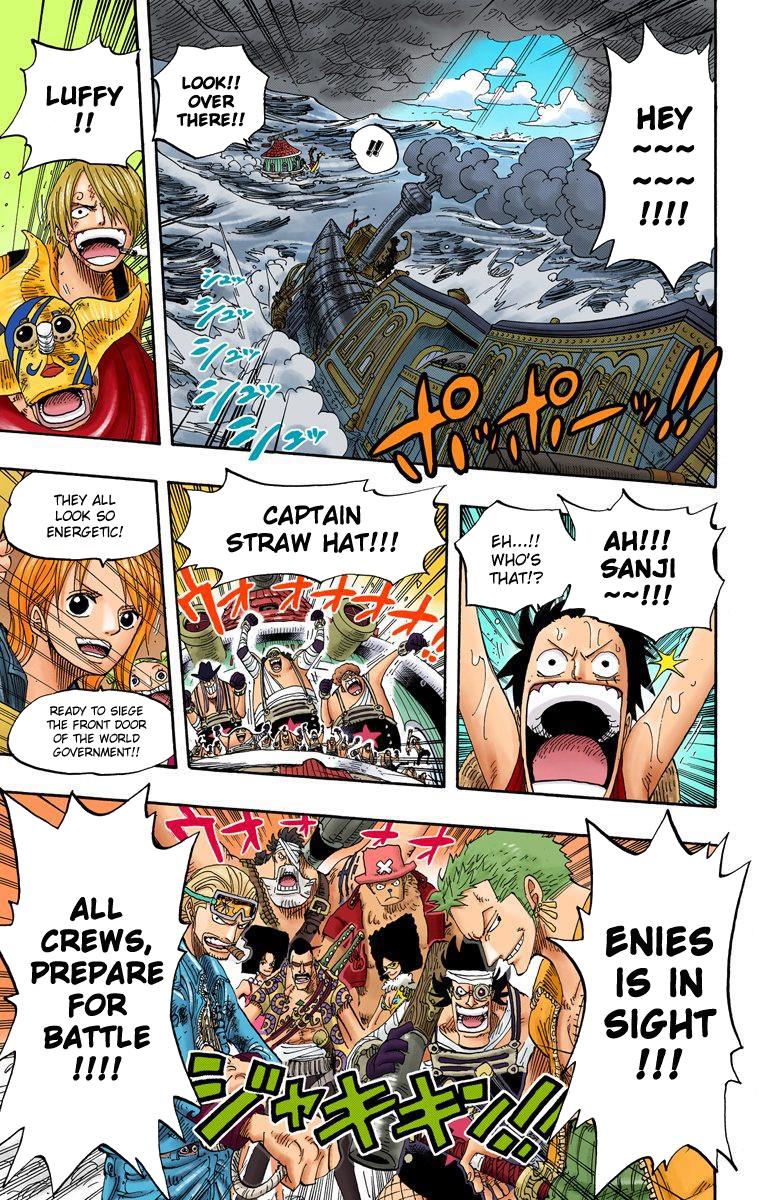 HEY
~~~~
~~~~
!!!!
LOOK!!
OVER
THERE!!
!!
シュッ
シュッ
シュッ
シュッ
シュッ
ポッポーッ!!
LUFFY
!!
AH!!!
SANJI
~~!!!
EH...!!
WHO'S
THAT!?
CAPTAIN
STRAW HAT!!!
ウオオオオオ!!
THEY ALL
LOOK SO
ENERGETIC!
READY TO SIEGE
THE FRONT DOOR
OF THE WORLD
GOVERNMENT!!
ENIES
IS IN
SIGHT
!!!
ウオオオオ
ALL
CREWS,
PREPARE
FOR
BATTLE
!!!!
ジャキキン!!